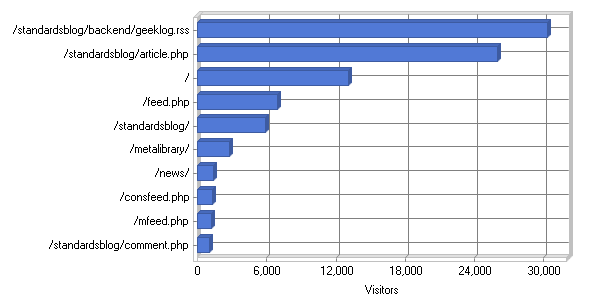 /standardsblog/backend/geeklog.rss
/standardsblog/article.php
/
/feed.php
/standardsblog/
/metalibrary/
/news/
/consfeed.php
/mfeed.php
/standardsblog/comment.php
0 6,000 12,000 18,000 24,000 30,000
Visitors